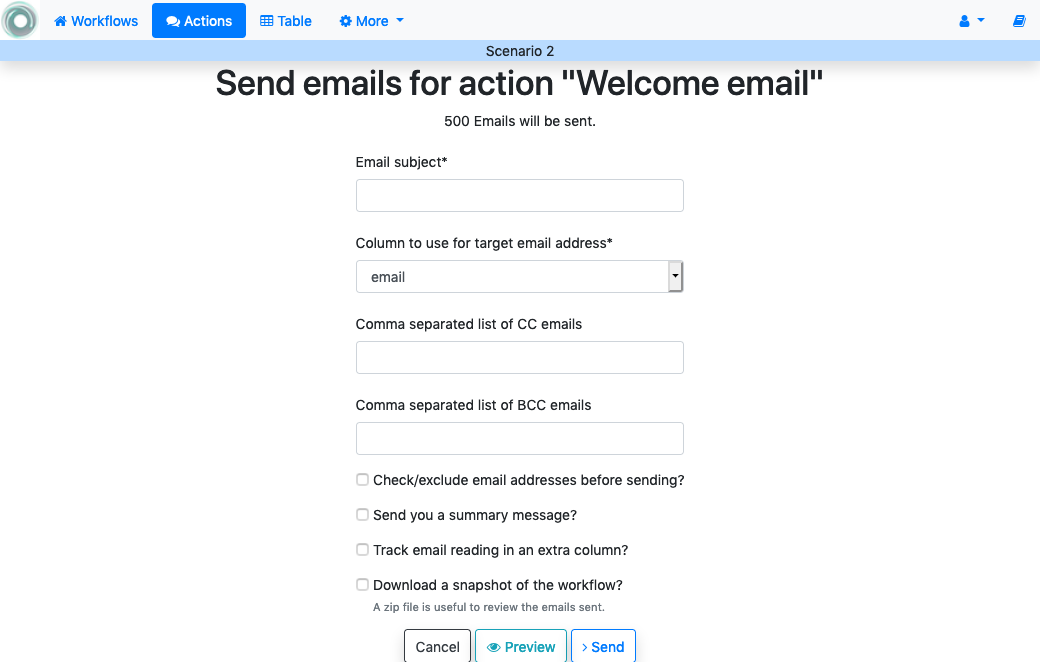 Workflows Actions Table More
Scenario 2
Send emails for action "Welcome email"
500 Emails will be sent.
Email subject*
Column to use for target email address*
email
Comma separated list of CC emails
Comma separated list of BCC emails
Check/exclude email addresses before sending?
Send you a summary message?
Track email reading in an extra column?
Download a snapshot of the workflow?
A zip file is useful to review the emails sent.
Cancel Preview Send